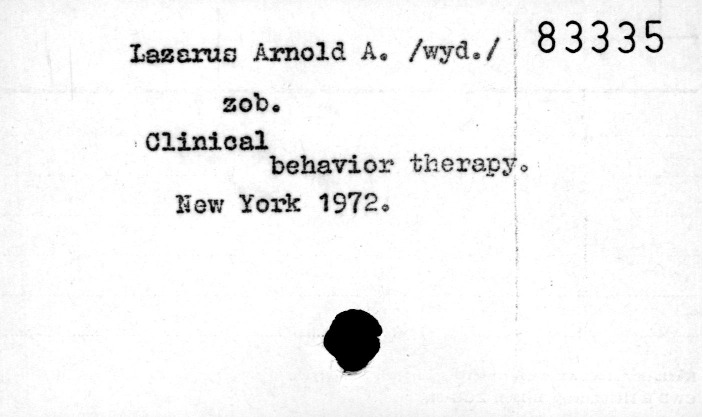 Lazarus Arnold A. /wyd./ 83335
zob.
Clinical
behavior therapy.
New York 1972.